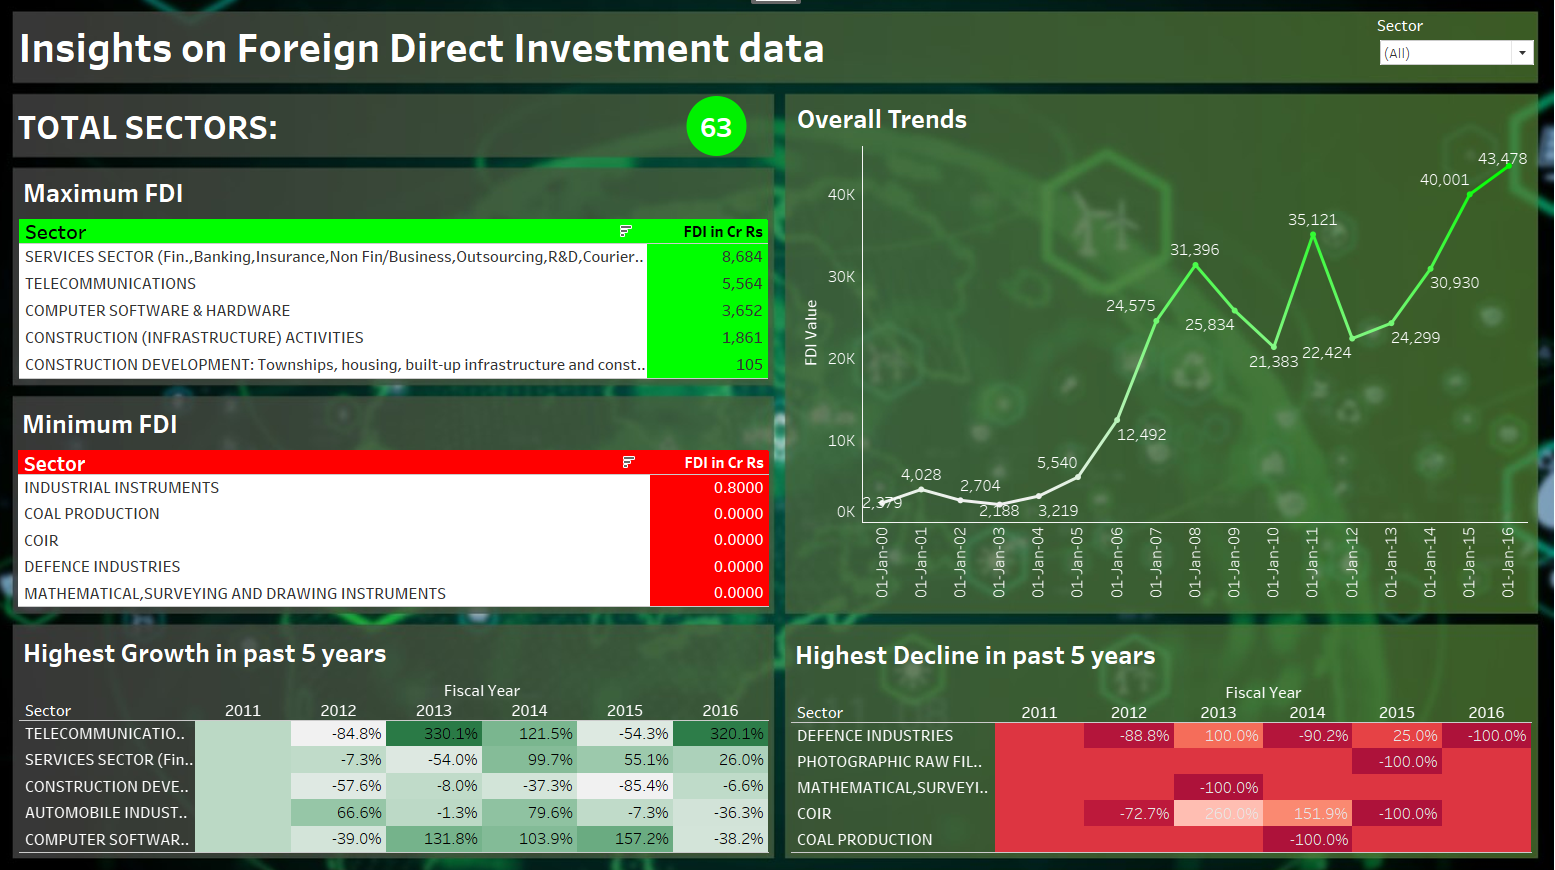 Insights on Foreign Direct Investment data
Sector
(All)
TOTAL SECTORS:
63
Maximum FDI
Sector FDI in Cr Rs
SERVICES SECTOR (Fin.,Banking,Insurance,Non Fin/Business,Outsourcing,R&D,Courier.. 8,684
TELECOMMUNICATIONS 5,564
COMPUTER SOFTWARE & HARDWARE 3,652
CONSTRUCTION (INFRASTRUCTURE) ACTIVITIES 1,861
CONSTRUCTION DEVELOPMENT: Townships, housing, built-up infrastructure and const.. 105
Minimum FDI
Sector FDI in Cr Rs
INDUSTRIAL INSTRUMENTS 0.8000
COAL PRODUCTION 0.0000
COIR 0.0000
DEFENCE INDUSTRIES 0.0000
MATHEMATICAL,SURVEYING AND DRAWING INSTRUMENTS 0.0000
Overall Trends
FDI Value
40K
30K
20K
10K
0K
2,379
4,028
2,704
2,188
3,219
5,540
12,492
24,575
31,396
25,834
21,383
35,121
22,424
24,299
30,930
40,001
43,478
01-Jan-00
01-Jan-01
01-Jan-02
01-Jan-03
01-Jan-04
01-Jan-05
01-Jan-06
01-Jan-07
01-Jan-08
01-Jan-09
01-Jan-10
01-Jan-11
01-Jan-12
01-Jan-13
01-Jan-14
01-Jan-15
01-Jan-16
Highest Growth in past 5 years
Fiscal Year
Sector 2011 2012 2013 2014 2015 2016
TELECOMMUNICATIO.. -84.8% 330.1% 121.5% -54.3% 320.1%
SERVICES SECTOR (Fin.. -7.3% -54.0% 99.7% 55.1% 26.0%
CONSTRUCTION DEVE.. -57.6% -8.0% -37.3% -85.4% -6.6%
AUTOMOBILE INDUST.. 66.6% -1.3% 79.6% -7.3% -36.3%
COMPUTER SOFTWAR.. -39.0% 131.8% 103.9% 157.2% -38.2%
Highest Decline in past 5 years
Fiscal Year
Sector 2011 2012 2013 2014 2015 2016
DEFENCE INDUSTRIES -88.8% 100.0% -90.2% 25.0% -100.0%
PHOTOGRAPHIC RAW FIL.. -100.0%
MATHEMATICAL,SURVEYI.. -100.0%
COIR -72.7% 260.0% 151.9% -100.0%
COAL PRODUCTION -100.0%